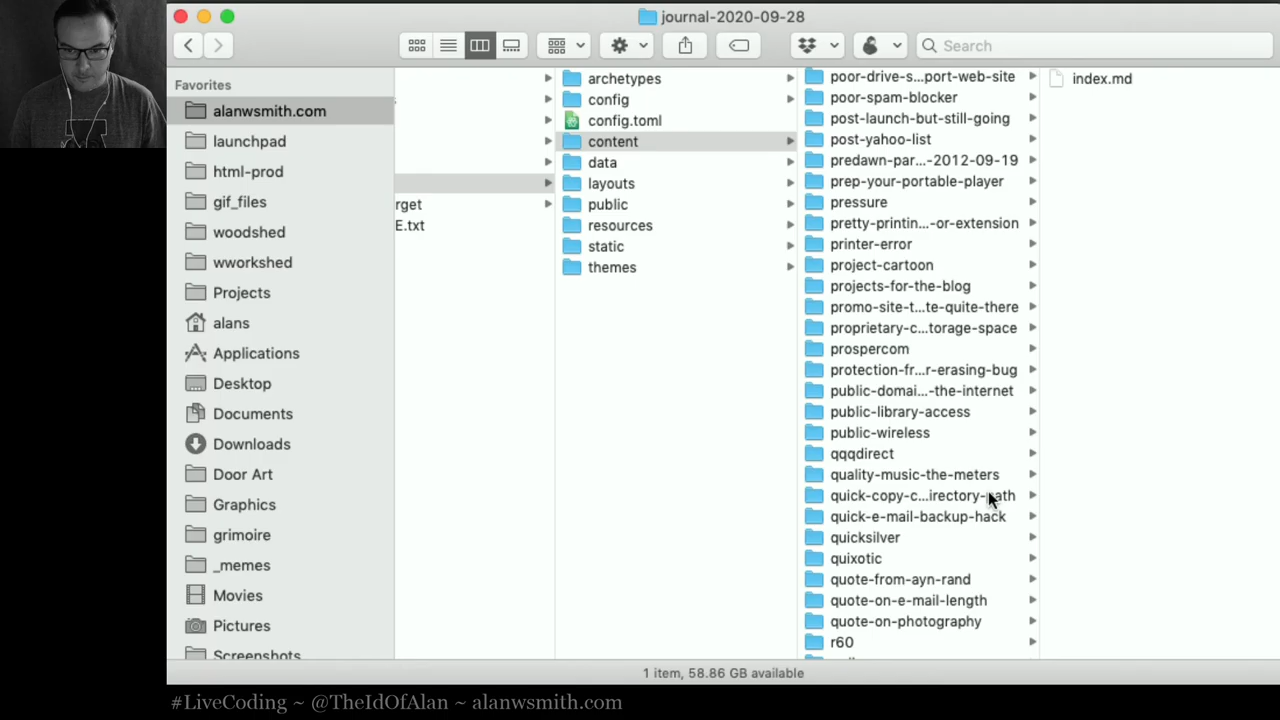 journal-2020-09-28
Search
Favorites
alanwsmith.com
launchpad
html-prod
gif_files
woodshed
wworkshed
Projects
alans
Applications
Desktop
Documents
Downloads
Door Art
Graphics
grimoire
_memes
Movies
Pictures
Screenshots
rget
E.txt
archetypes
config
config.toml
content
data
layouts
public
resources
static
themes
poor-drive-s...port-web-site
poor-spam-blocker
post-launch-but-still-going
post-yahoo-list
predawn-par...-2012-09-19
prep-your-portable-player
pressure
pretty-printin...-or-extension
printer-error
project-cartoon
projects-for-the-blog
promo-site-t...te-quite-there
proprietary-c...torage-space
prospercom
protection-fr...r-erasing-bug
public-domai...-the-internet
public-library-access
public-wireless
qqqdirect
quality-music-the-meters
quick-copy-c...irectory-path
quick-e-mail-backup-hack
quicksilver
quixotic
quote-from-ayn-rand
quote-on-e-mail-length
quote-on-photography
r60
index.md
1 item, 58.86 GB available
#LiveCoding ~ @TheIdOfAlan ~ alanwsmith.com